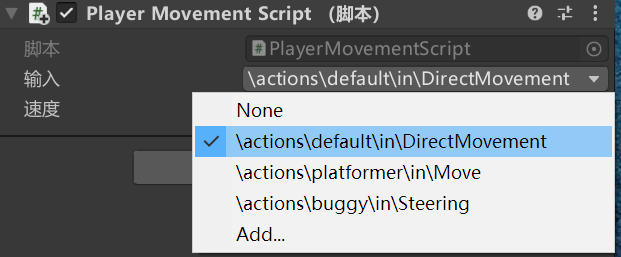 Player Movement Script （脚本）
脚本 PlayerMovementScript
输入 \actions\default\in\DirectMovement
速度
None
\actions\default\in\DirectMovement
\actions\platformer\in\Move
\actions\buggy\in\Steering
Add...